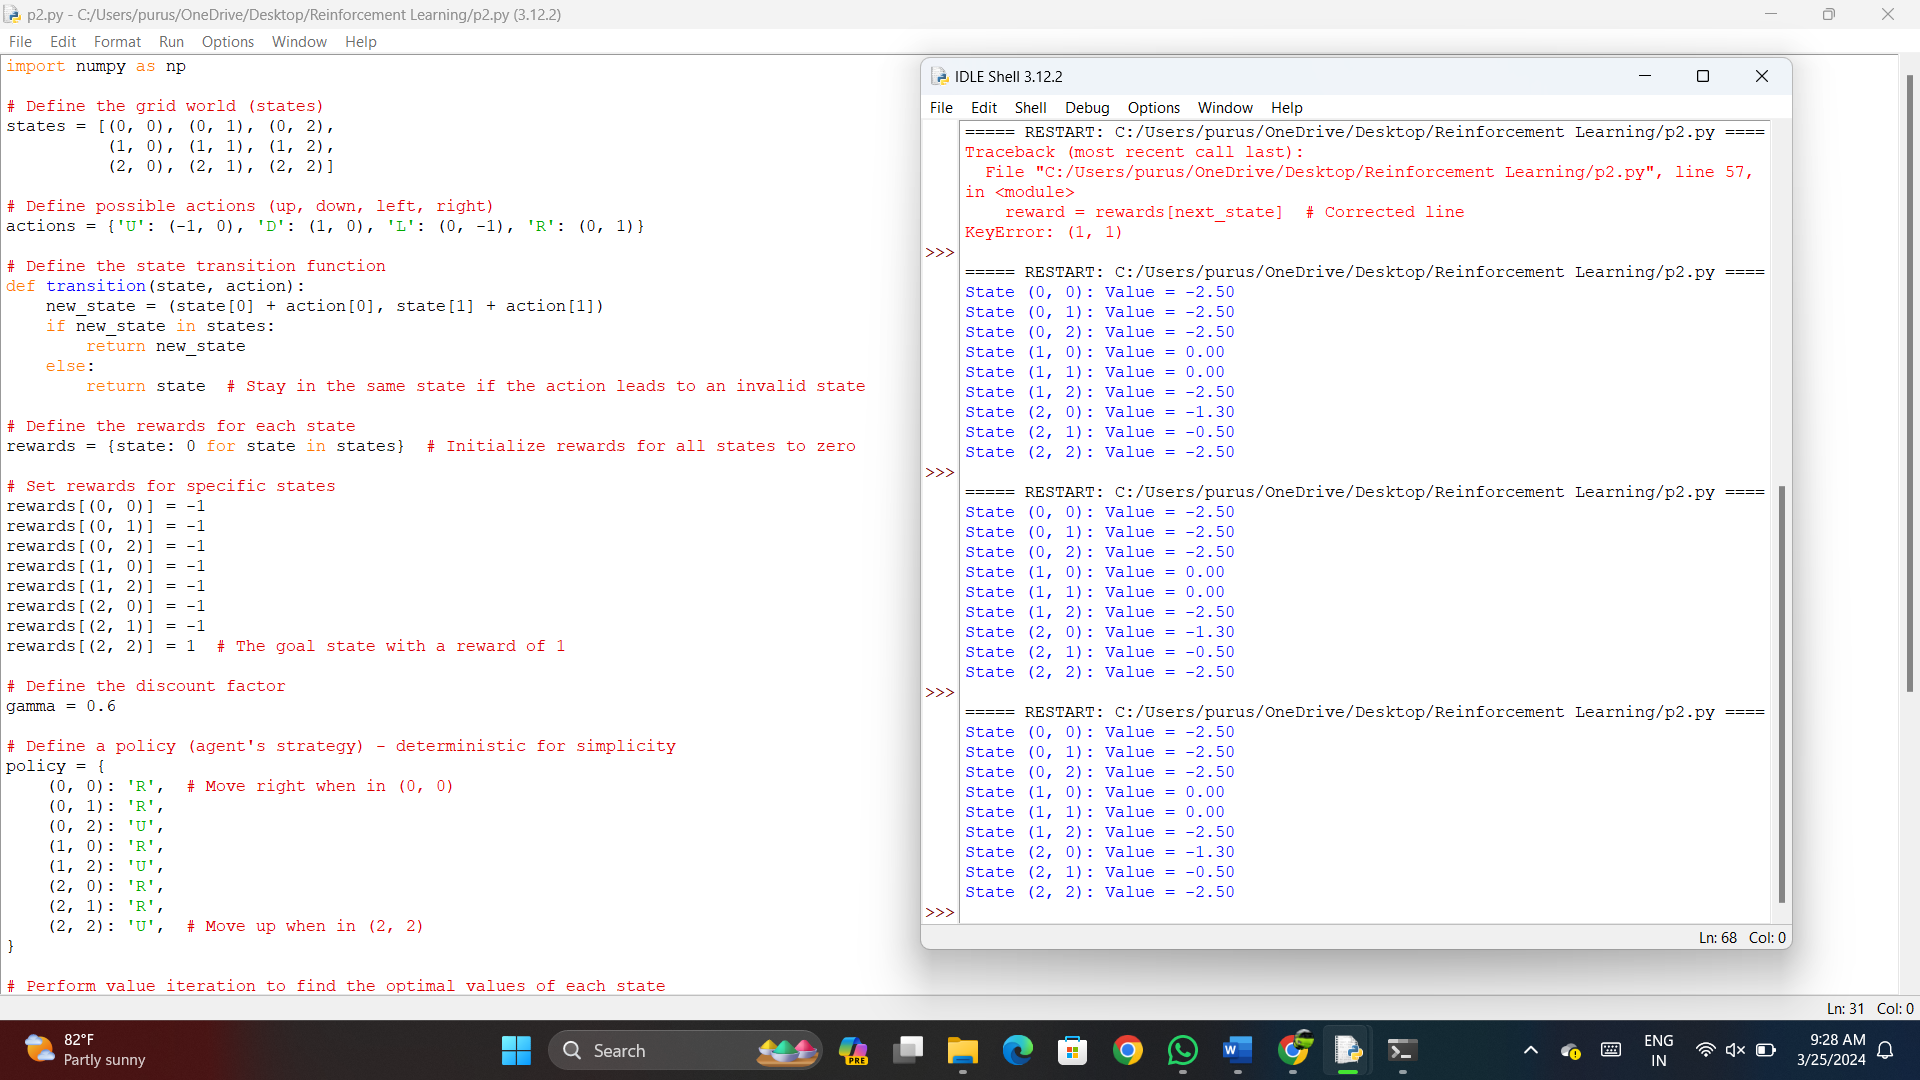 p2.py - C:/Users/purus/OneDrive/Desktop/Reinforcement Learning/p2.py (3.12.2)
File Edit Format Run Options Window Help
import numpy as np
# Define the grid world (states)
states = [(0, 0), (0, 1), (0, 2),
(1, 0), (1, 1), (1, 2),
(2, 0), (2, 1), (2, 2)]
# Define possible actions (up, down, left, right)
actions = {'U': (-1, 0), 'D': (1, 0), 'L': (0, -1), 'R': (0, 1)}
# Define the state transition function
def transition(state, action):
new_state = (state[0] + action[0], state[1] + action[1])
if new_state in states:
return new_state
else:
return state # Stay in the same state if the action leads to an invalid state
# Define the rewards for each state
rewards = {state: 0 for state in states} # Initialize rewards for all states to zero
# Set rewards for specific states
rewards[(0, 0)] = -1
rewards[(0, 1)] = -1
rewards[(0, 2)] = -1
rewards[(1, 0)] = -1
rewards[(1, 2)] = -1
rewards[(2, 0)] = -1
rewards[(2, 1)] = -1
rewards[(2, 2)] = 1 # The goal state with a reward of 1
# Define the discount factor
gamma = 0.6
# Define a policy (agent's strategy) - deterministic for simplicity
policy = {
(0, 0): 'R', # Move right when in (0, 0)
(0, 1): 'R',
(0, 2): 'U',
(1, 0): 'R',
(1, 2): 'U',
(2, 0): 'R',
(2, 1): 'R',
(2, 2): 'U', # Move up when in (2, 2)
}
# Perform value iteration to find the optimal values of each state
Ln: 31 Col: 0
IDLE Shell 3.12.2
File Edit Shell Debug Options Window Help
===== RESTART: C:/Users/purus/OneDrive/Desktop/Reinforcement Learning/p2.py ====
Traceback (most recent call last):
File "C:/Users/purus/OneDrive/Desktop/Reinforcement Learning/p2.py", line 57,
in <module>
reward = rewards[next_state] # Corrected line
KeyError: (1, 1)
>>>
===== RESTART: C:/Users/purus/OneDrive/Desktop/Reinforcement Learning/p2.py ====
State (0, 0): Value = -2.50
State (0, 1): Value = -2.50
State (0, 2): Value = -2.50
State (1, 0): Value = 0.00
State (1, 1): Value = 0.00
State (1, 2): Value = -2.50
State (2, 0): Value = -1.30
State (2, 1): Value = -0.50
State (2, 2): Value = -2.50
>>>
===== RESTART: C:/Users/purus/OneDrive/Desktop/Reinforcement Learning/p2.py ====
State (0, 0): Value = -2.50
State (0, 1): Value = -2.50
State (0, 2): Value = -2.50
State (1, 0): Value = 0.00
State (1, 1): Value = 0.00
State (1, 2): Value = -2.50
State (2, 0): Value = -1.30
State (2, 1): Value = -0.50
State (2, 2): Value = -2.50
>>>
===== RESTART: C:/Users/purus/OneDrive/Desktop/Reinforcement Learning/p2.py ====
State (0, 0): Value = -2.50
State (0, 1): Value = -2.50
State (0, 2): Value = -2.50
State (1, 0): Value = 0.00
State (1, 1): Value = 0.00
State (1, 2): Value = -2.50
State (2, 0): Value = -1.30
State (2, 1): Value = -0.50
State (2, 2): Value = -2.50
>>>
Ln: 68 Col: 0
82°F
Partly sunny
Search
PRE
W
ENG
IN
9:28 AM
3/25/2024